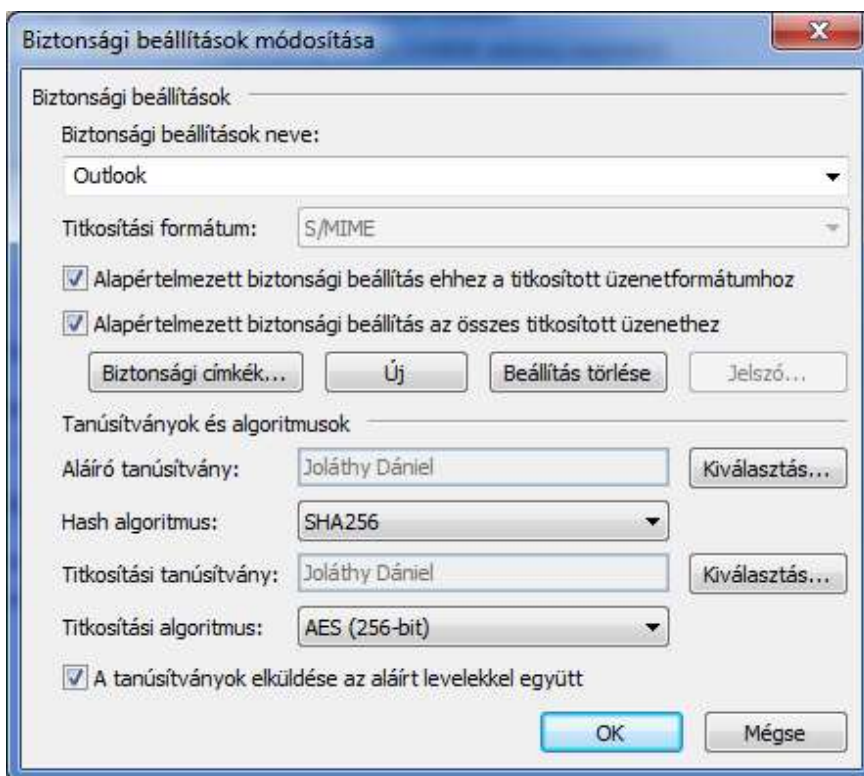 Biztonsági beállítások módosítása
Biztonsági beállítások
Biztonsági beállítások neve:
Outlook
Titkosítási formátum: S/MIME
Alapértelmezett biztonsági beállítás ehhez a titkosított üzenetformátumhoz
Alapértelmezett biztonsági beállítás az összes titkosított üzenethez
Biztonsági címkék... Új Beállítás törlése Jelszó...
Tanúsítványok és algoritmusok
Aláíró tanúsítvány: Joláthy Dániel Kiválasztás...
Hash algoritmus: SHA256
Titkosítási tanúsítvány: Joláthy Dániel Kiválasztás...
Titkosítási algoritmus: AES (256-bit)
A tanúsítványok elküldése az aláírt levelekkel együtt
OK Mégse